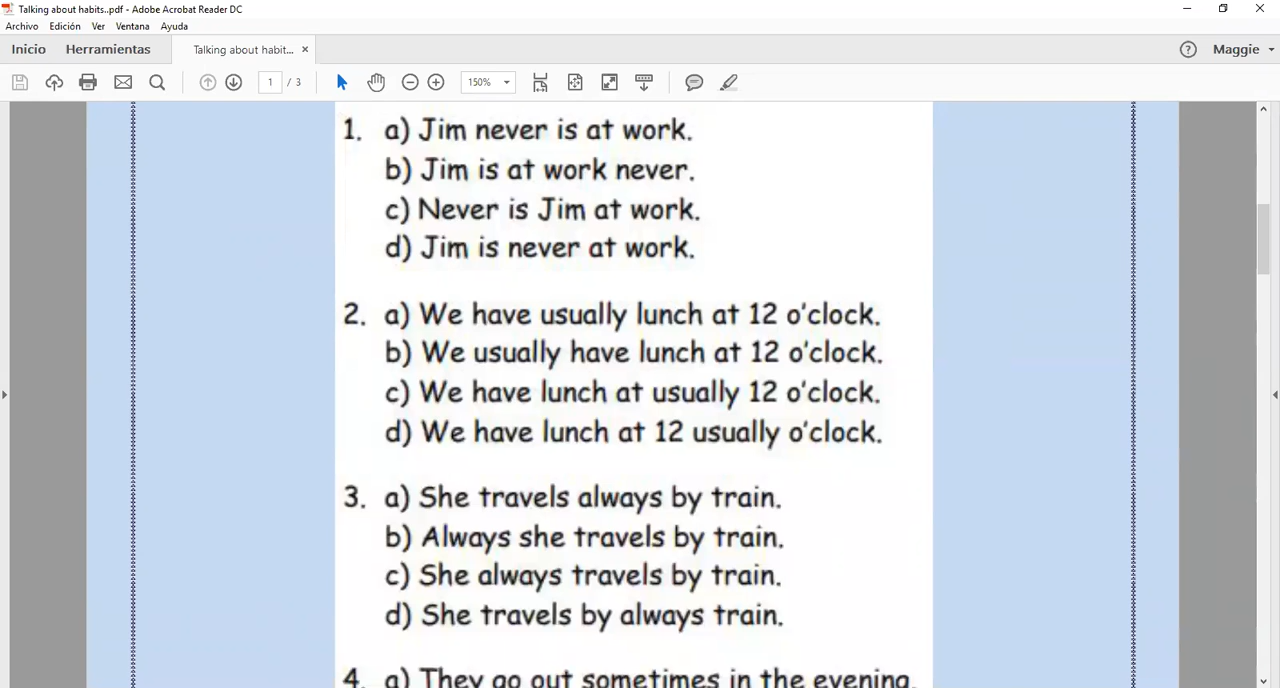 Talking about habits..pdf - Adobe Acrobat Reader DC
Archivo Edición Ver Ventana Ayuda
Inicio Herramientas Talking about habit... × ? Maggie
1 / 3 150%
1. a) Jim never is at work.
b) Jim is at work never.
c) Never is Jim at work.
d) Jim is never at work.
2. a) We have usually lunch at 12 o'clock.
b) We usually have lunch at 12 o'clock.
c) We have lunch at usually 12 o'clock.
d) We have lunch at 12 usually o'clock.
3. a) She travels always by train.
b) Always she travels by train.
c) She always travels by train.
d) She travels by always train.
4. a) They go out sometimes in the evening.